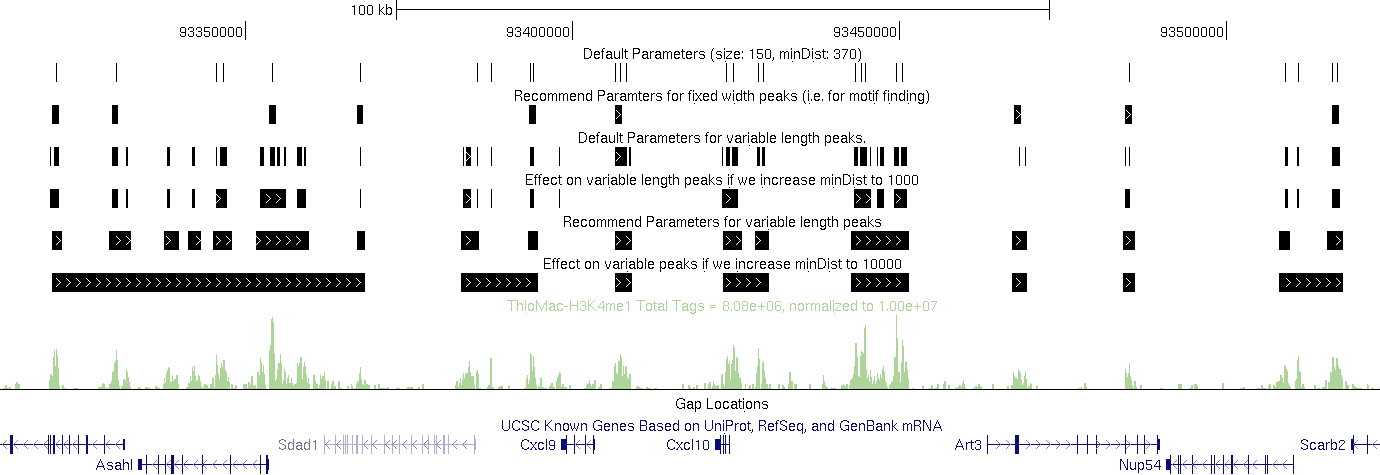 100 kb
93350000 93400000 93450000 93500000
Default Parameters (size: 150, minDist: 370)
Recommend Paramters for fixed width peaks (i.e. for motif finding)
Default Parameters for variable length peaks.
Effect on variable length peaks if we increase minDist to 1000
Recommend Parameters for variable length peaks
Effect on variable peaks if we increase minDist to 10000
ThioMac-H3K4me1 Total Tags = 8.08e+06, normalized to 1.00e+07
Gap Locations
UCSC Known Genes Based on UniProt, RefSeq, and GenBank mRNA
Sdad1 Cxcl9 Cxcl10 Art3 Scarb2
Asahl Nup54